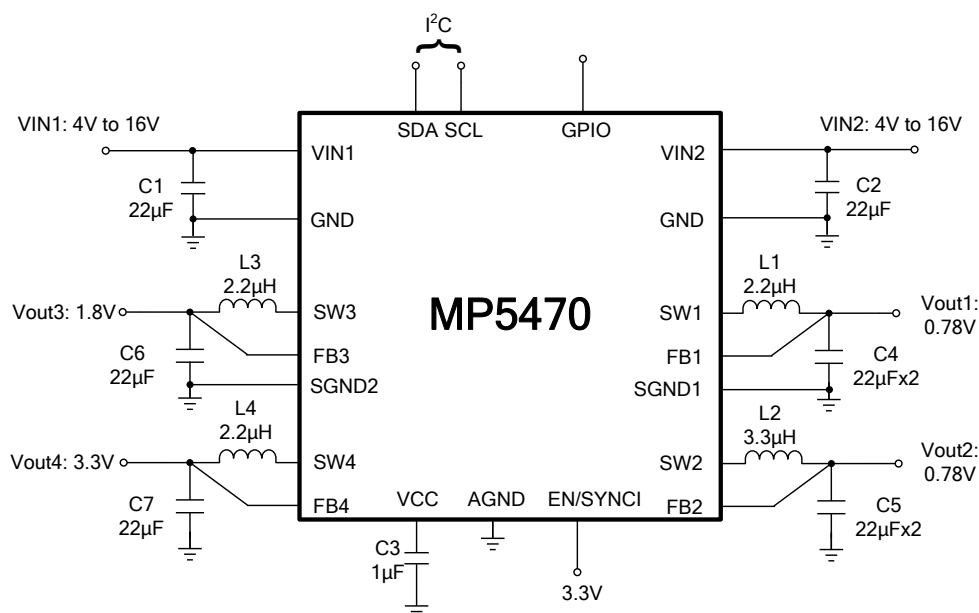 I²C
SDA SCL
GPIO
VIN1: 4V to 16V
VIN1
C1
22µF
GND
VIN2: 4V to 16V
VIN2
C2
22µF
GND
MP5470
L3
2.2µH
Vout3: 1.8V
SW3
C6
22µF
FB3
SGND2
L4
2.2µH
Vout4: 3.3V
SW4
C7
22µF
FB4
L1
2.2µH
SW1
Vout1:
0.78V
FB1
C4
22µFx2
SGND1
L2
3.3µH
SW2
Vout2:
0.78V
FB2
C5
22µFx2
VCC
AGND
EN/SYNCI
C3
1µF
3.3V